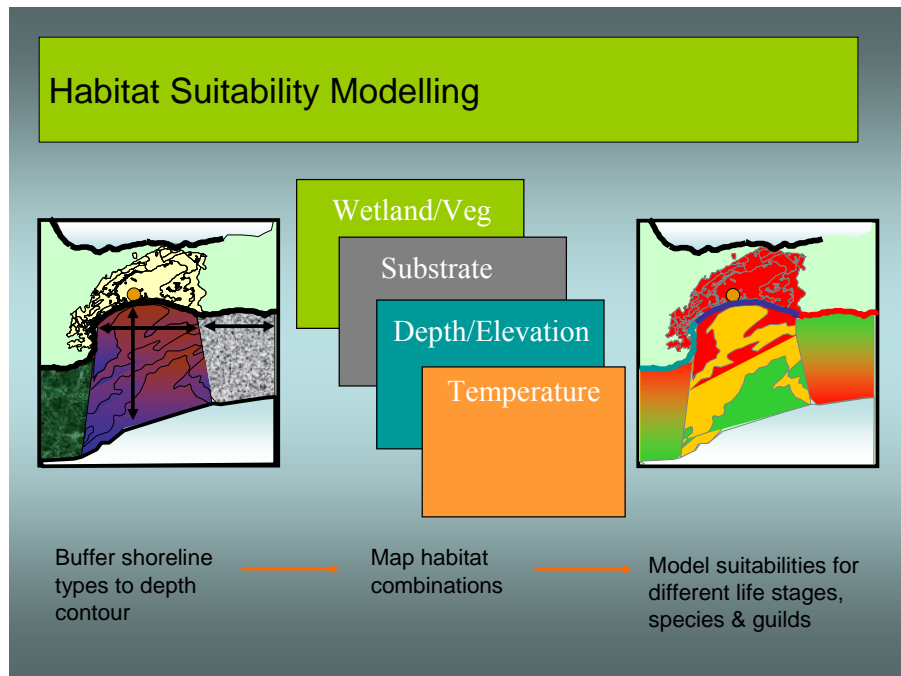 Habitat Suitability Modelling
Wetland/Veg
Substrate
Depth/Elevation
Temperature
Buffer shoreline
types to depth
contour
Map habitat
combinations
Model suitabilities for
different life stages,
species & guilds